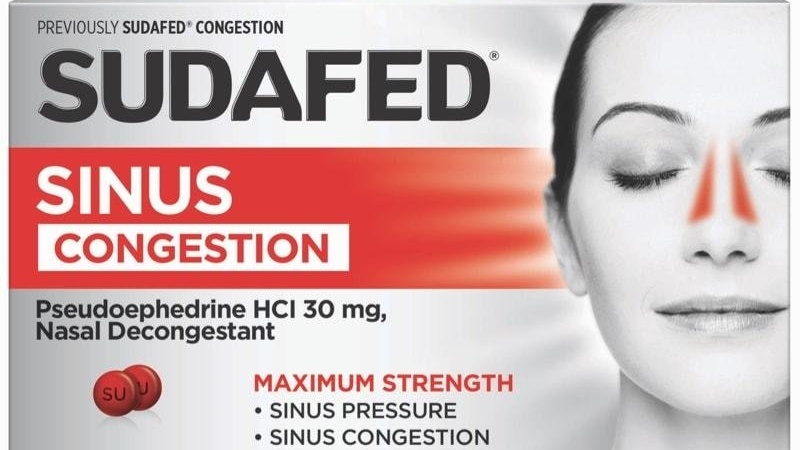 PREVIOUSLY SUDAFED® CONGESTION
SUDAFED®
SINUS
CONGESTION
Pseudoephedrine HCl 30 mg,
Nasal Decongestant
SU U
MAXIMUM STRENGTH
• SINUS PRESSURE
• SINUS CONGESTION